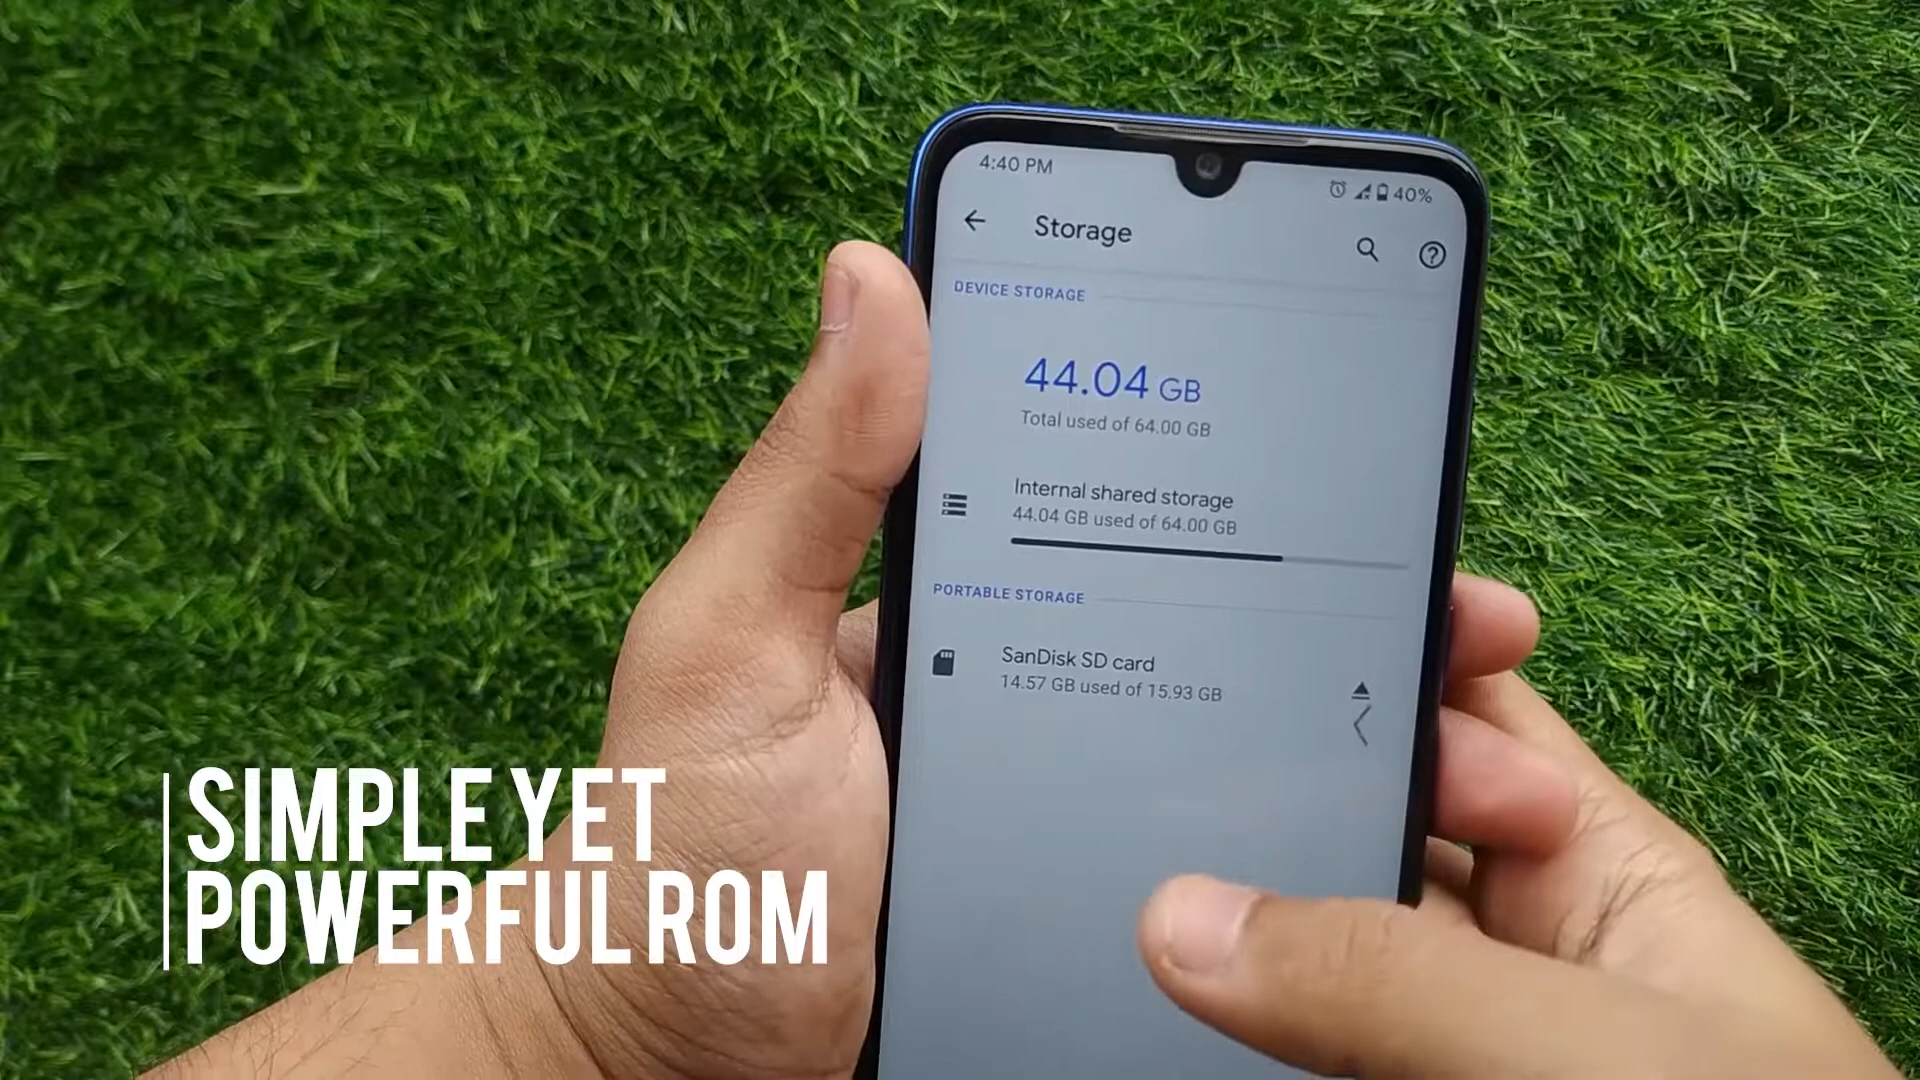 4:40 PM
40%
Storage
DEVICE STORAGE
44.04 GB
Total used of 64.00 GB
Internal shared storage
44.04 GB used of 64.00 GB
PORTABLE STORAGE
SanDisk SD card
14.57 GB used of 15.93 GB
SIMPLE YET
POWERFUL ROM